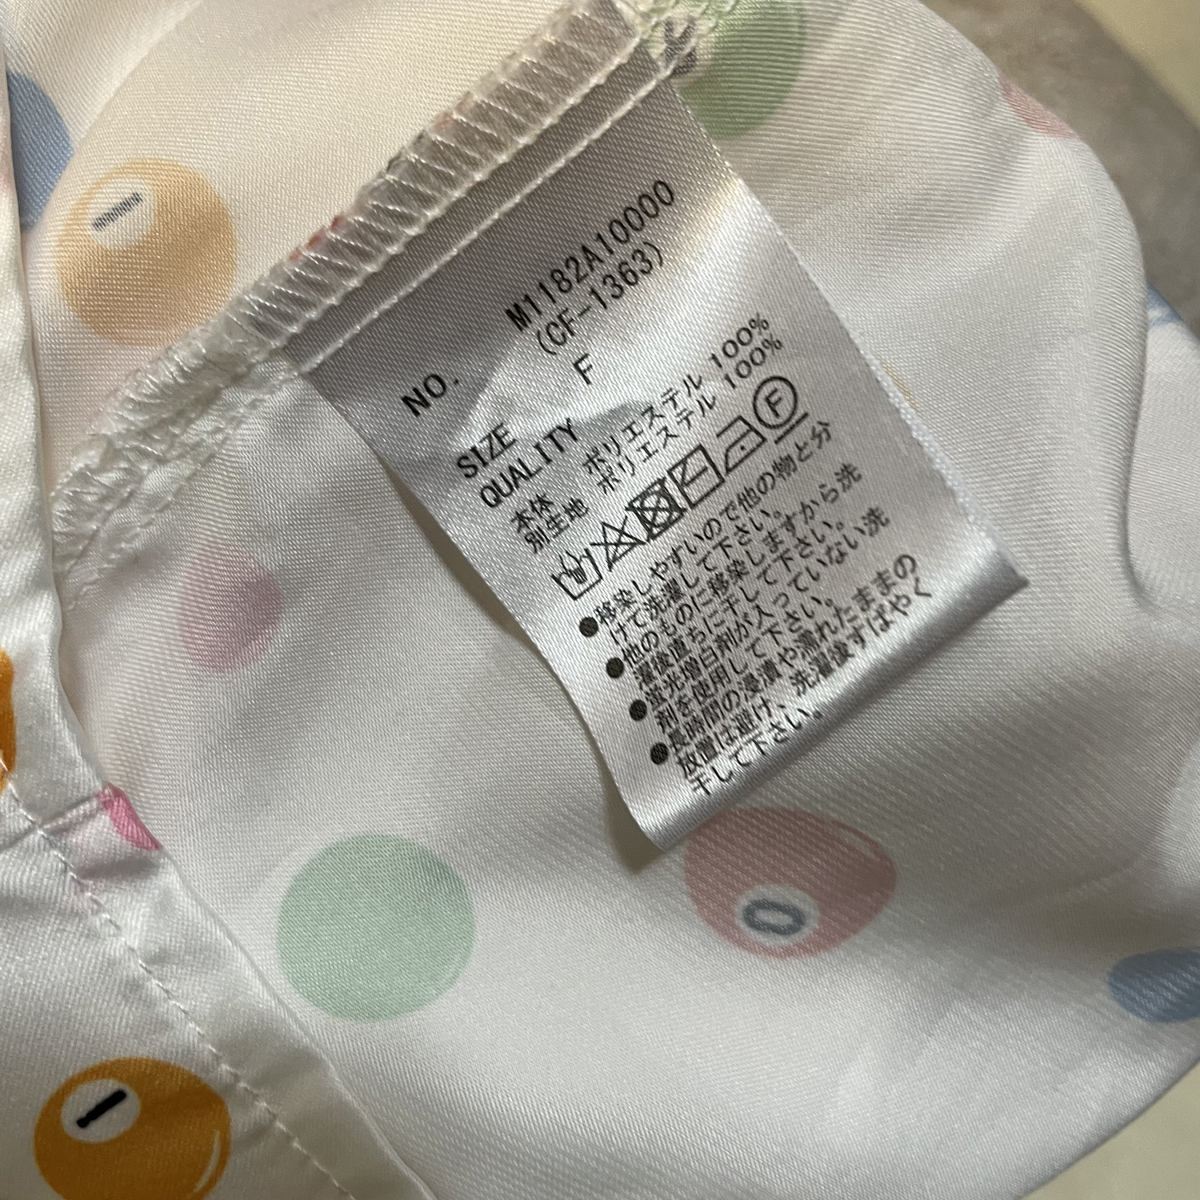 NO. M1182A10000
(CF-1363)
SIZE F
QUALITY
本体 ポリエステル 100%
別生地 ポリエステル 100%
F
●移染しやすいので他の物と分
けて洗濯して下さい。
●他のものに移染しますから洗
濯後直ちに干して下さい。
●蛍光増白剤が入っていない洗
剤を使用して下さい。
●長時間の浸漬や濡れたままの
放置は避け、洗濯後すばやく
干して下さい。
1
0
1